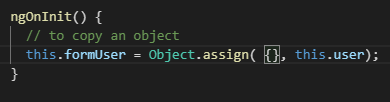 ngOnInit() {
// to copy an object
this.formUser = Object.assign( {}, this.user);
}